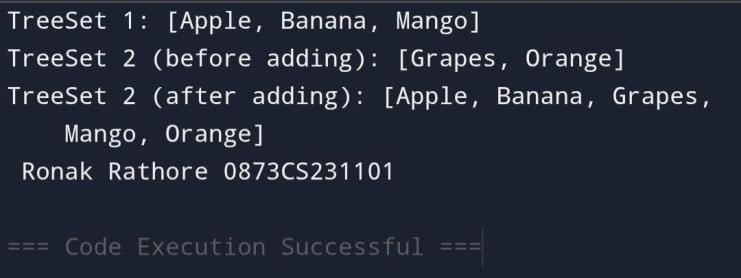 TreeSet 1: [Apple, Banana, Mango]
TreeSet 2 (before adding): [Grapes, Orange]
TreeSet 2 (after adding): [Apple, Banana, Grapes,
Mango, Orange]
Ronak Rathore 0873CS231101
=== Code Execution Successful ===